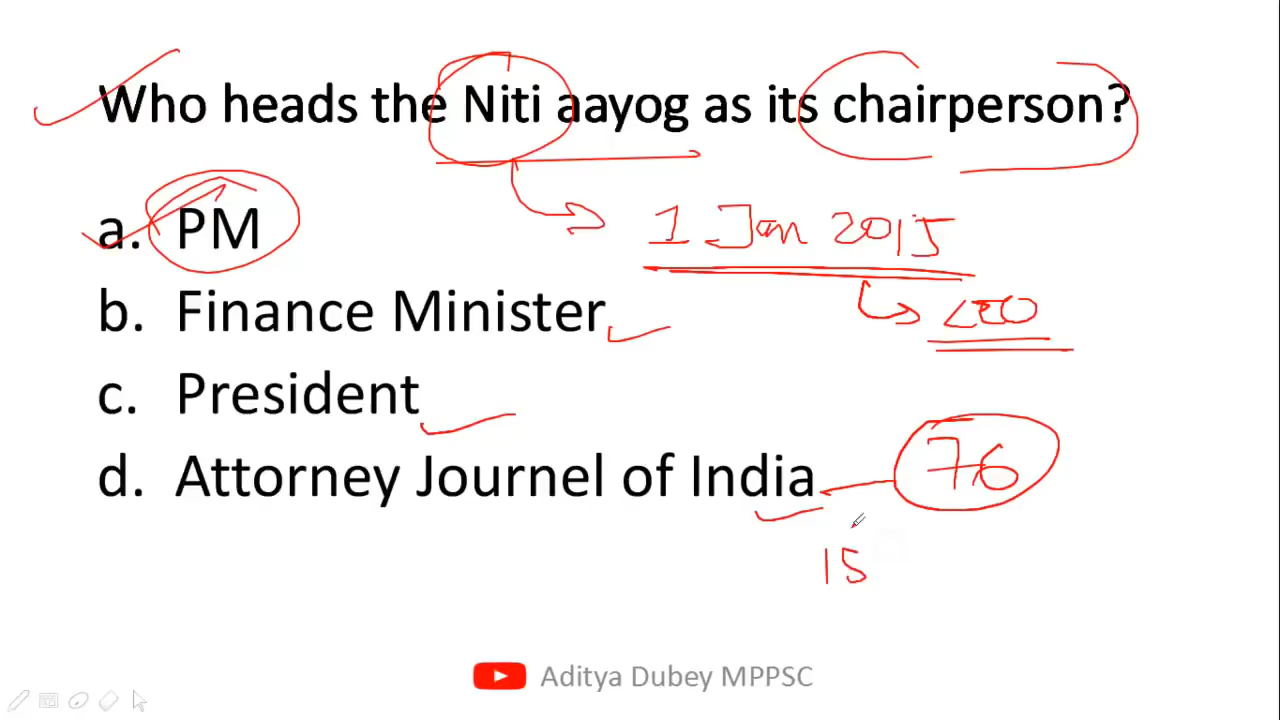 Who heads the Niti aayog as its chairperson?
a. PM
1 Jan 2015
b. Finance Minister
CEO
c. President
d. Attorney Journel of India
76
15
Aditya Dubey MPPSC